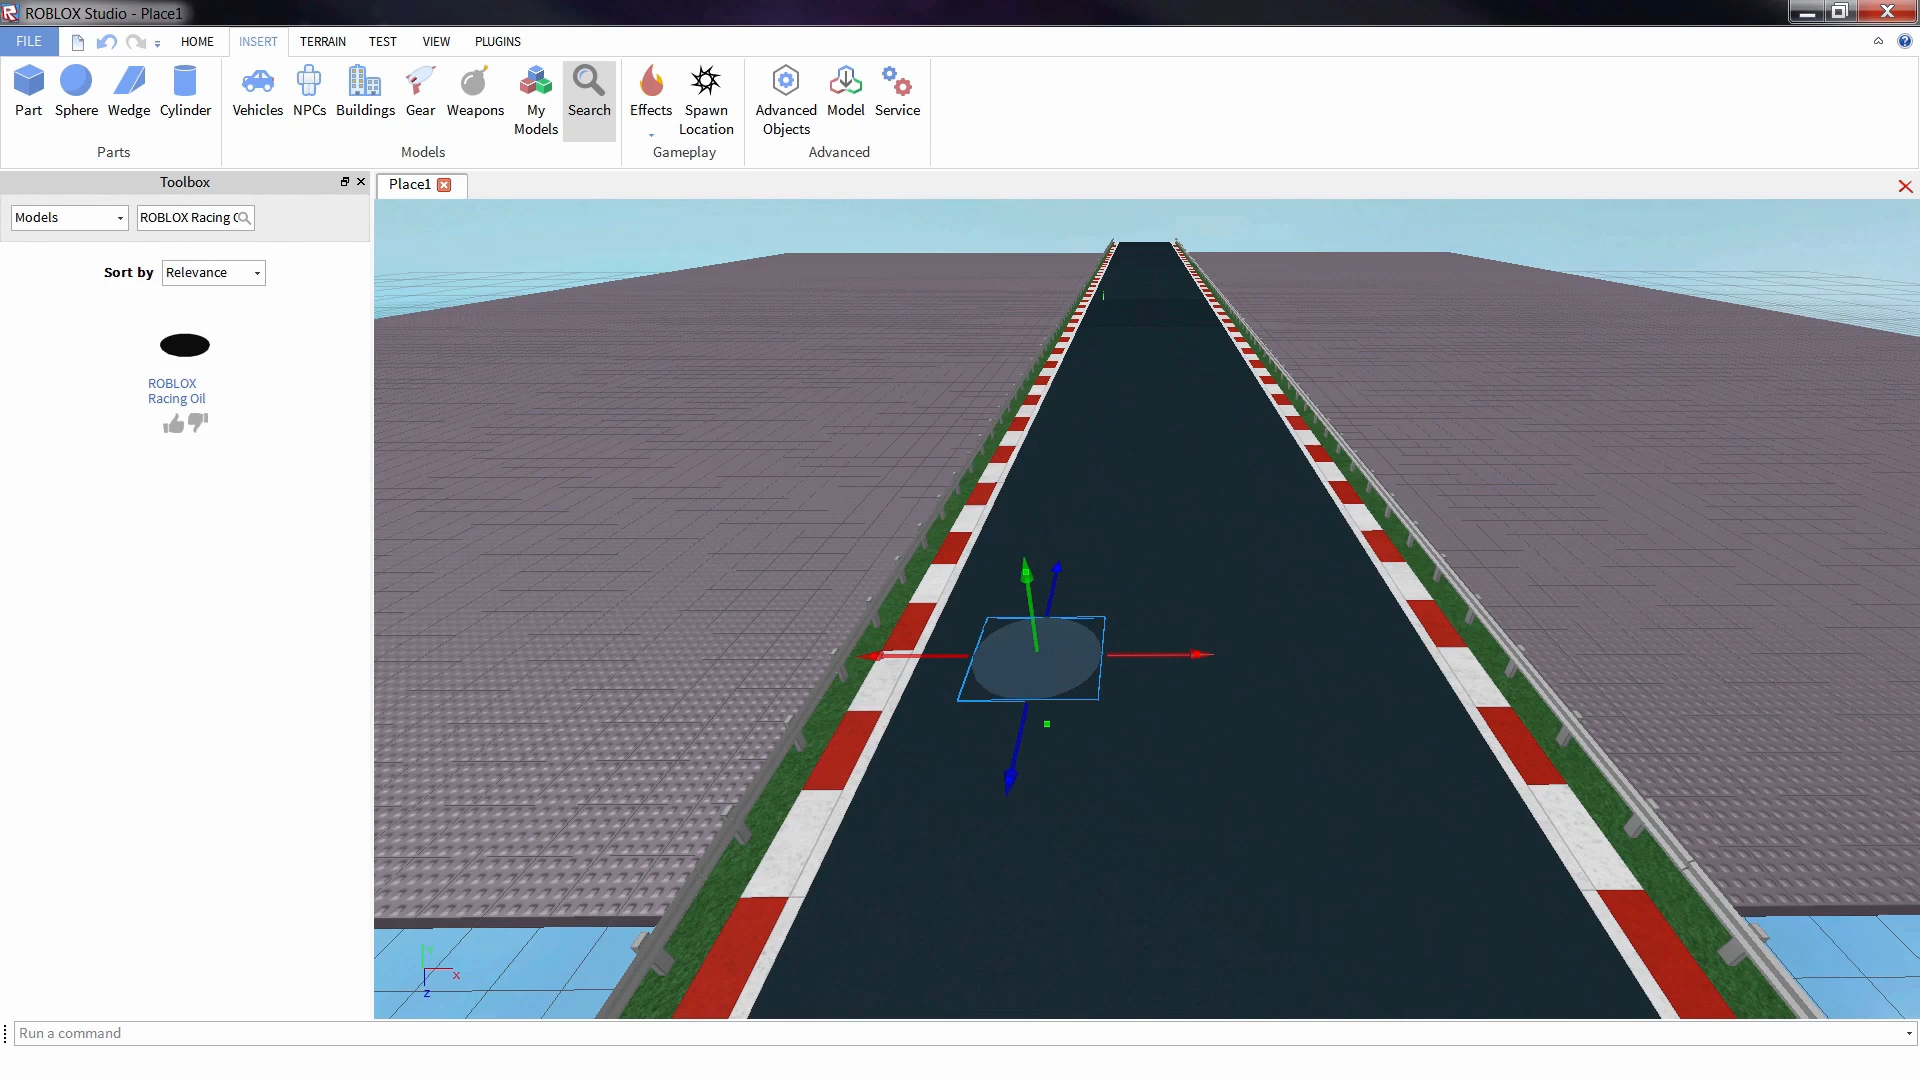 ROBLOX Studio - Place1
FILE HOME INSERT TERRAIN TEST VIEW PLUGINS
Part Sphere Wedge Cylinder Vehicles NPCs Buildings Gear Weapons My Models Search Effects Spawn Location Advanced Objects Model Service
Parts Models Gameplay Advanced
Toolbox
Place1
Models
ROBLOX Racing
Sort by Relevance
ROBLOX
Racing Oil
Y
X
Z
Run a command